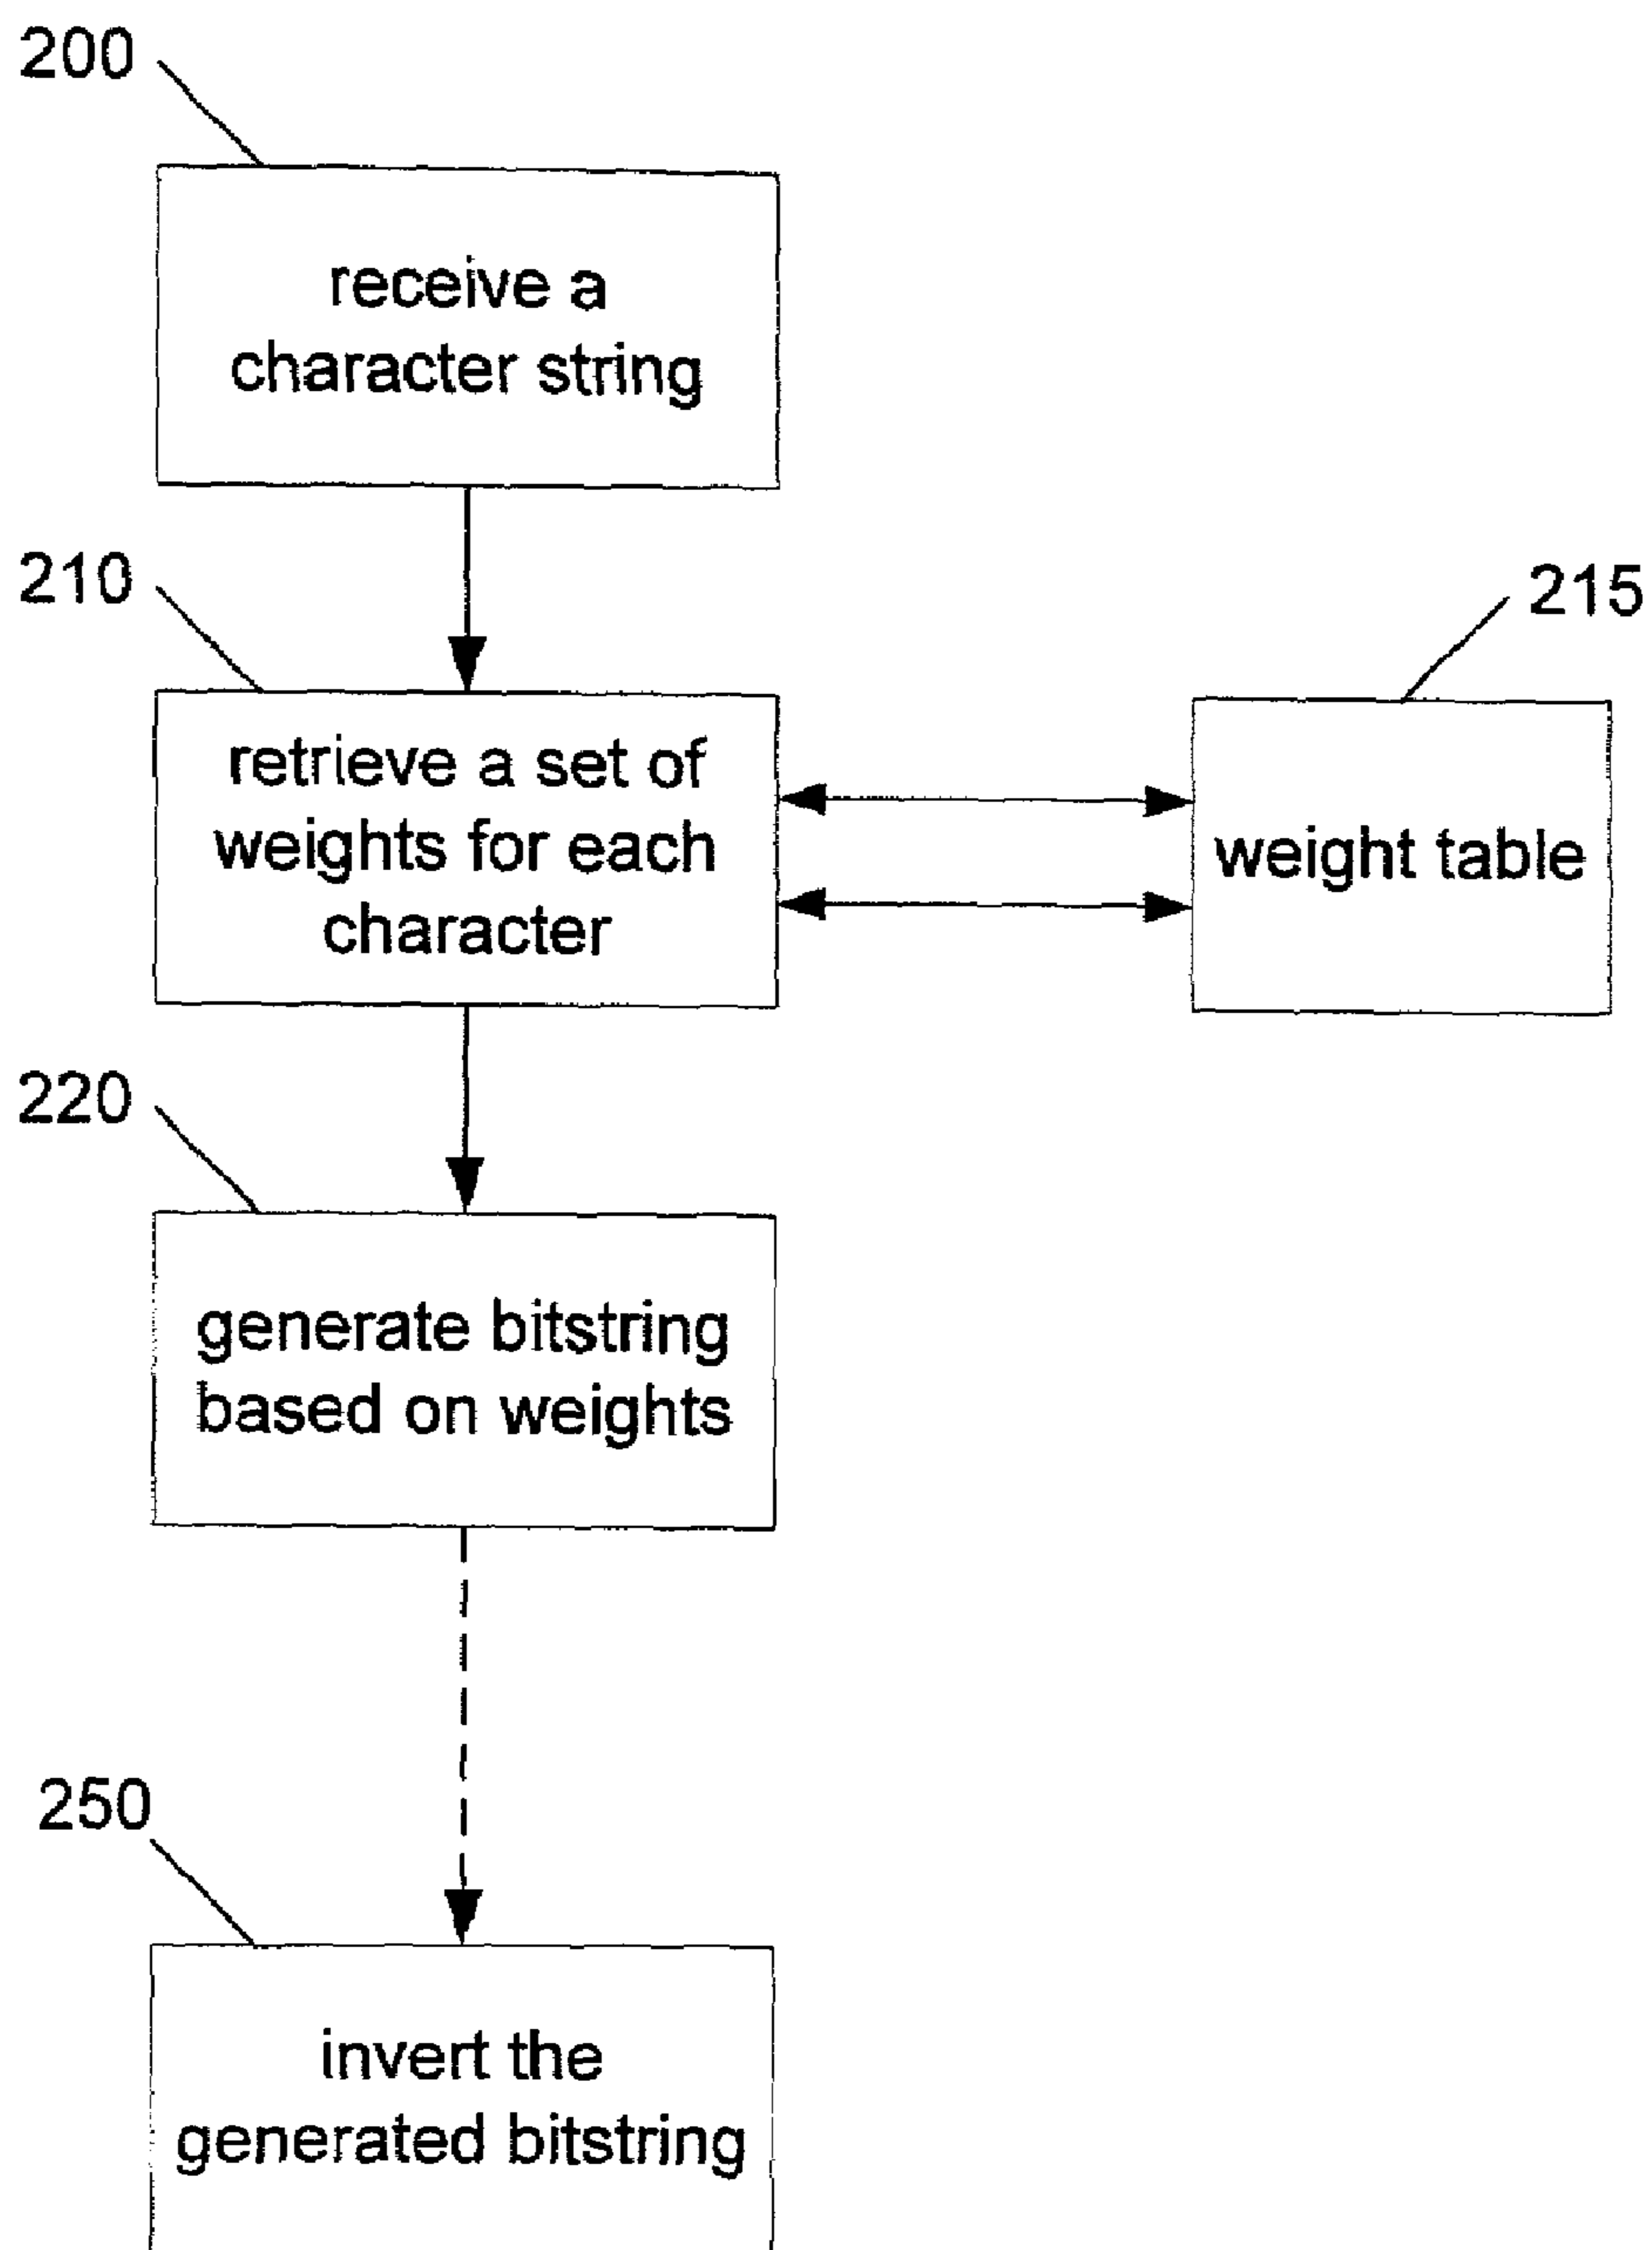 200
receive a
character string
210
retrieve a set of
weights for each
character
215
weight table
220
generate bitstring
based on weights
250
invert the
generated bitstring